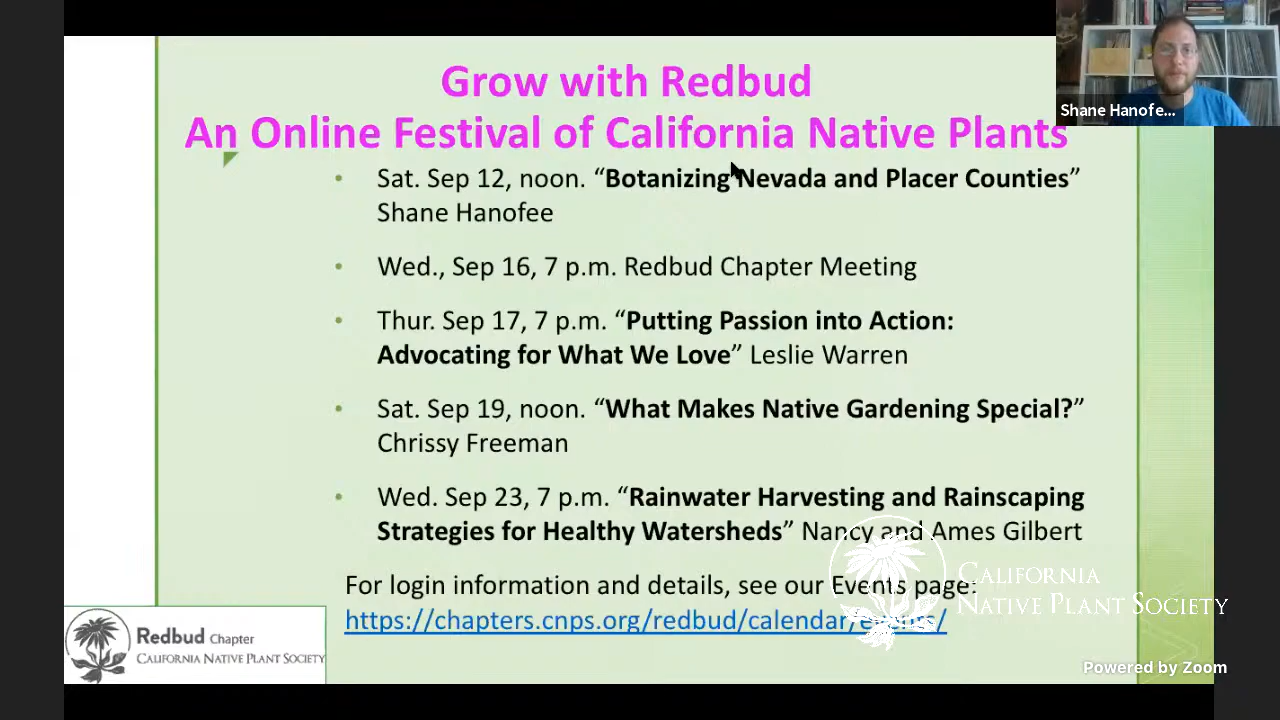 Grow with Redbud
An Online Festival of California Native Plants
Shane Hanofe...
• Sat. Sep 12, noon. “Botanizing Nevada and Placer Counties”
Shane Hanofee
• Wed., Sep 16, 7 p.m. Redbud Chapter Meeting
• Thur. Sep 17, 7 p.m. “Putting Passion into Action:
Advocating for What We Love” Leslie Warren
• Sat. Sep 19, noon. “What Makes Native Gardening Special?”
Chrissy Freeman
• Wed. Sep 23, 7 p.m. “Rainwater Harvesting and Rainscaping
Strategies for Healthy Watersheds” Nancy and Ames Gilbert
For login information and details, see our Events page:
https://chapters.cnps.org/redbud/calendar/events/
California
Native Plant Society
Redbud Chapter
California Native Plant Society
Powered by Zoom